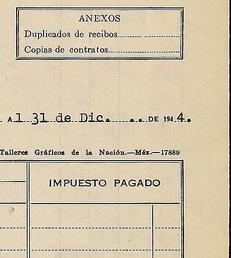 ANEXOS
Duplicados de recibos
Copias de contratos
A 1 31 de Dic. .. DE 1944.
Talleres Gráficos de la Nación.—Méx.—17889
IMPUESTO PAGADO